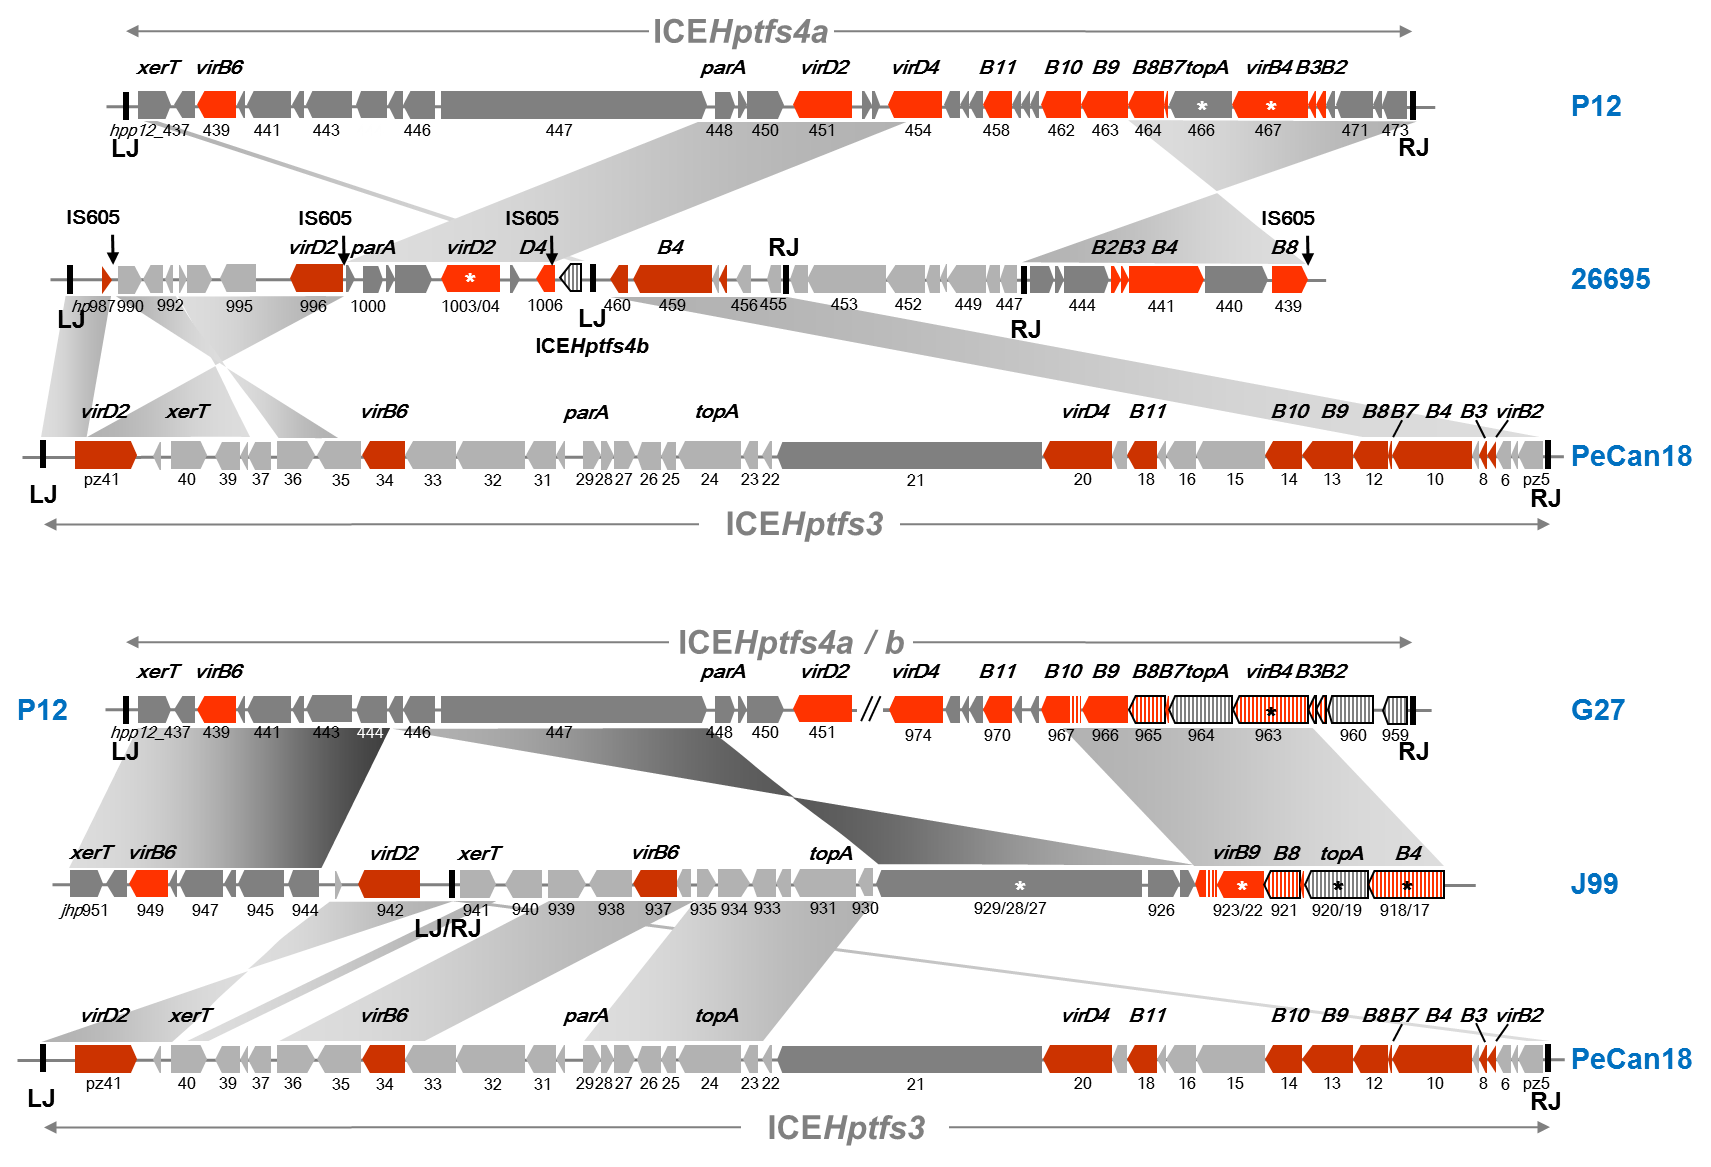 ICEHptfs4a
xerT virB6 parA virD2 virD4 B11 B10 B9 B8 B7 topA virB4 B3 B2
* * P12
hpp12_437 439 441 443 446 447 448 450 451 454 458 462 463 464 466 467 471 473
LJ RJ
IS605 IS605 IS605 IS605
virD2 parA virD2 D4 B4 RJ B2 B3 B4 B8
* 26695
hp987 990 992 995 996 1000 1003/04 1006 460 459 456 455 453 452 449 447 444 441 440 439
LJ LJ RJ
ICEHptfs4b
virD2 xerT virB6 parA topA virD4 B11 B10 B9 B8 B7 B4 B3 virB2
PeCan18
pz41 40 39 37 36 35 34 33 32 31 29 28 27 26 25 24 23 22 21 20 18 16 15 14 13 12 10 8 6 pz5
LJ RJ
ICEHptfs3
ICEHptfs4a / b
xerT virB6 parA virD2 virD4 B11 B10 B9 B8 B7 topA virB4 B3 B2
P12 // * G27
hpp12_437 439 441 443 444 446 447 448 450 451 974 970 967 966 965 964 963 960 959
LJ RJ
xerT virB6 virD2 xerT virB6 topA virB9 B8 topA B4
* * * * J99
jhp951 949 947 945 944 942 941 940 939 938 937 935 934 933 931 930 929/28/27 926 923/22 921 920/19 918/17
LJ/RJ
virD2 xerT virB6 parA topA virD4 B11 B10 B9 B8 B7 B4 B3 virB2
PeCan18
pz41 40 39 37 36 35 34 33 32 31 29 28 27 26 25 24 23 22 21 20 18 16 15 14 13 12 10 8 6 pz5
LJ RJ
ICEHptfs3